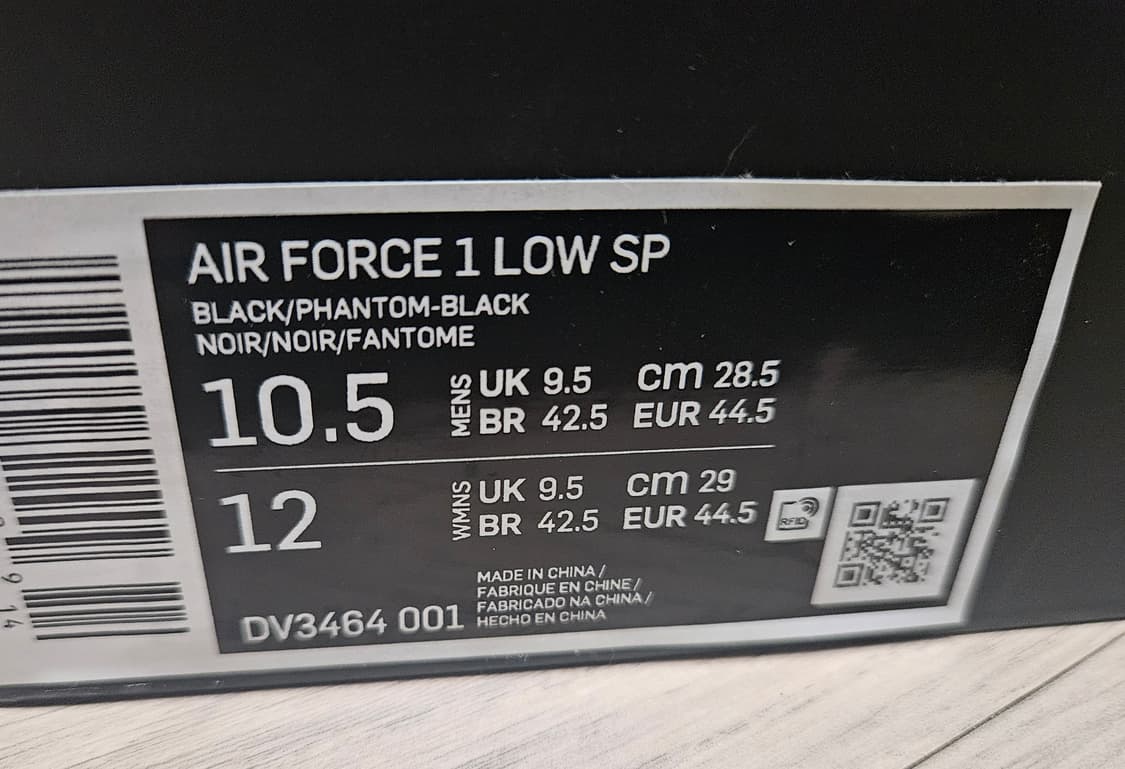 AIR FORCE 1 LOW SP
BLACK/PHANTOM-BLACK
NOIR/NOIR/FANTOME
10.5 MENS UK 9.5 cm 28.5
BR 42.5 EUR 44.5
12 WMNS UK 9.5 cm 29
BR 42.5 EUR 44.5
RFID
MADE IN CHINA /
FABRIQUE EN CHINE /
FABRICADO NA CHINA /
HECHO EN CHINA
DV3464 001
9 14